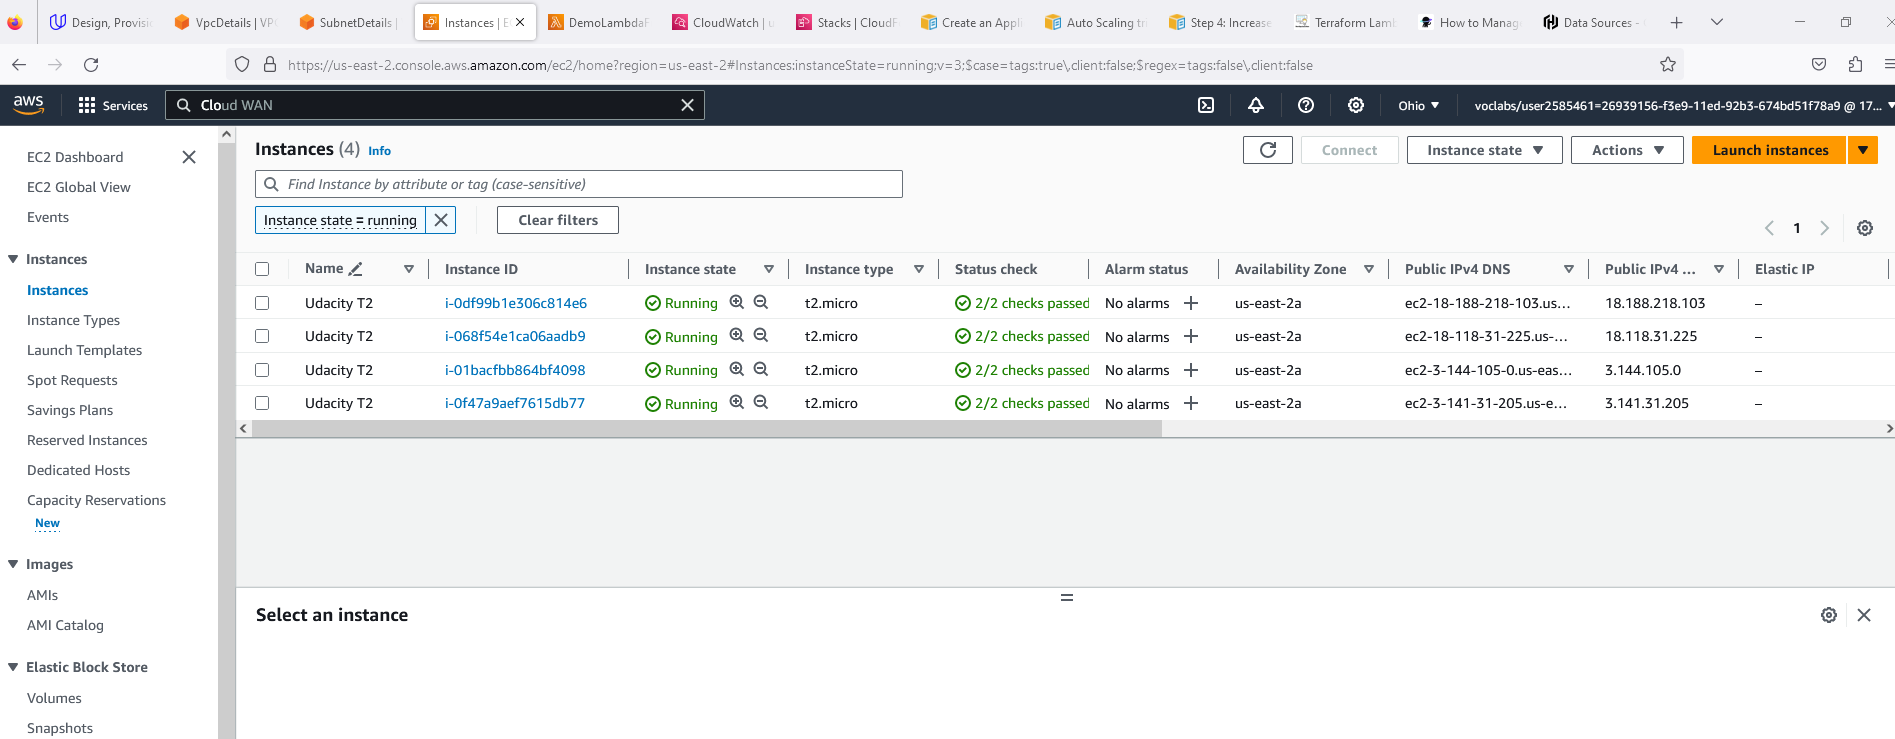 Design, Provisi
VpcDetails | VPC
SubnetDetails |
Instances | E
DemoLambdaF
CloudWatch | u
Stacks | CloudF
Create an Appli
Auto Scaling tr
Step 4: Increase
Terraform Lamb
How to Manag
Data Sources -
https://us-east-2.console.aws.amazon.com/ec2/home?region=us-east-2#Instances:instanceState=running;v=3;$case=tags:true\,client:false;$regex=tags:false\,client:false
aws
Services
Cloud WAN
Ohio
voclabs/user2585461=26939156-f3e9-11ed-92b3-674bd51f78a9 @ 17...
EC2 Dashboard
EC2 Global View
Events
Instances
Instances
Instance Types
Launch Templates
Spot Requests
Savings Plans
Reserved Instances
Dedicated Hosts
Capacity Reservations
New
Images
AMIs
AMI Catalog
Elastic Block Store
Volumes
Snapshots
Instances (4) Info
Connect
Instance state
Actions
Launch instances
Find Instance by attribute or tag (case-sensitive)
Instance state = running
Clear filters
1
Name Instance ID Instance state Instance type Status check Alarm status Availability Zone Public IPv4 DNS Public IPv4 ... Elastic IP
Udacity T2 i-0df99b1e306c814e6 Running t2.micro 2/2 checks passed No alarms + us-east-2a ec2-18-188-218-103.us... 18.188.218.103 –
Udacity T2 i-068f54e1ca06aadb9 Running t2.micro 2/2 checks passed No alarms + us-east-2a ec2-18-118-31-225.us-... 18.118.31.225 –
Udacity T2 i-01bacfbb864bf4098 Running t2.micro 2/2 checks passed No alarms + us-east-2a ec2-3-144-105-0.us-eas... 3.144.105.0 –
Udacity T2 i-0f47a9aef7615db77 Running t2.micro 2/2 checks passed No alarms + us-east-2a ec2-3-141-31-205.us-e... 3.141.31.205 –
Select an instance